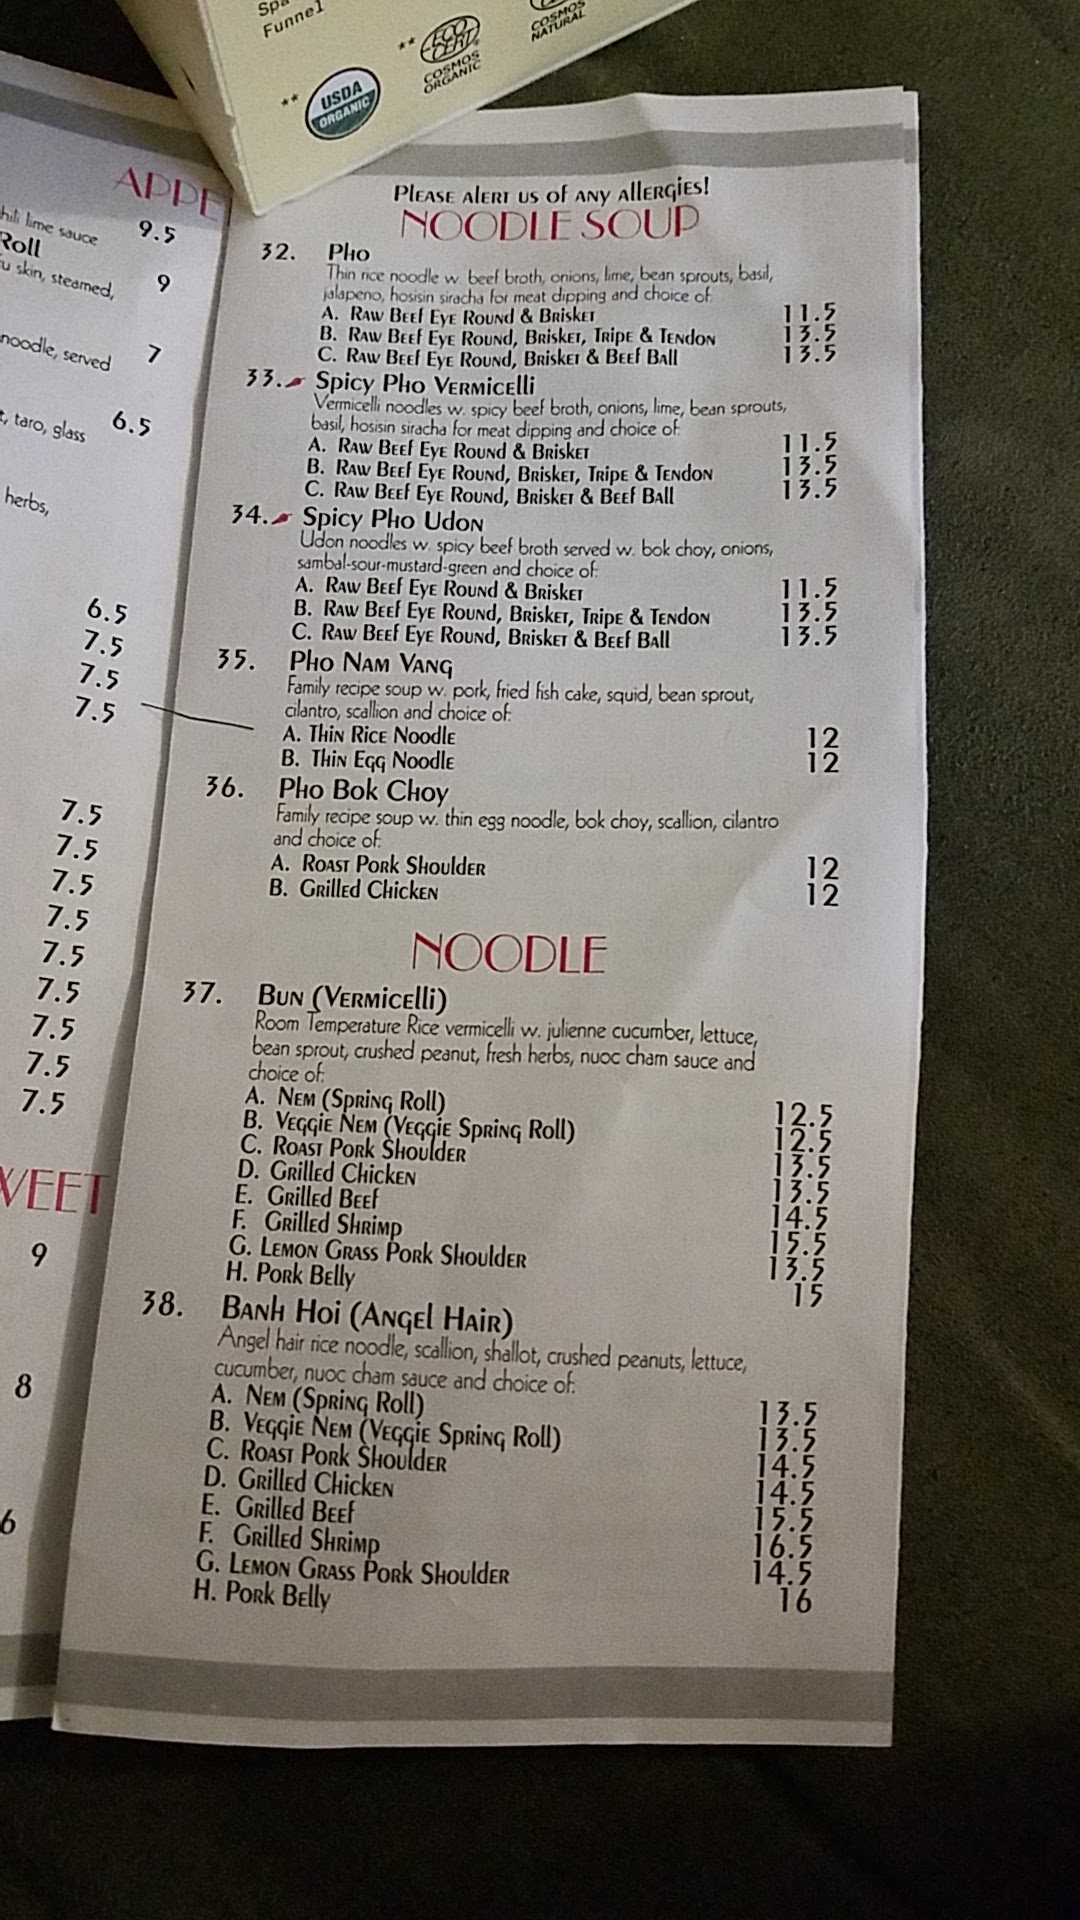 Funnel
**
ECO
CERT
COSMOS
ORGANIC
COSMOS
NATURAL
**
USDA
ORGANIC
APPE
hili lime sauce 9.5
Roll
u skin, steamed, 9
noodle, served 7
, taro, glass 6.5
herbs,
6.5
7.5
7.5
7.5
7.5
7.5
7.5
7.5
7.5
7.5
7.5
7.5
7.5
WEET
9
8
6
Please alert us of any allergies!
NOODLE SOUP
32. Pho
Thin rice noodle w. beef broth, onions, lime, bean sprouts, basil,
jalapeno, hosisin siracha for meat dipping and choice of:
A. Raw Beef Eye Round & Brisket 11.5
B. Raw Beef Eye Round, Brisket, Tripe & Tendon 13.5
C. Raw Beef Eye Round, Brisket & Beef Ball 13.5
33. Spicy Pho Vermicelli
Vermicelli noodles w. spicy beef broth, onions, lime, bean sprouts,
basil, hosisin siracha for meat dipping and choice of:
A. Raw Beef Eye Round & Brisket 11.5
B. Raw Beef Eye Round, Brisket, Tripe & Tendon 13.5
C. Raw Beef Eye Round, Brisket & Beef Ball 13.5
34. Spicy Pho Udon
Udon noodles w. spicy beef broth served w. bok choy, onions,
sambal-sour-mustard-green and choice of:
A. Raw Beef Eye Round & Brisket 11.5
B. Raw Beef Eye Round, Brisket, Tripe & Tendon 13.5
C. Raw Beef Eye Round, Brisket & Beef Ball 13.5
35. Pho Nam Vang
Family recipe soup w. pork, fried fish cake, squid, bean sprout,
cilantro, scallion and choice of:
A. Thin Rice Noodle 12
B. Thin Egg Noodle 12
36. Pho Bok Choy
Family recipe soup w. thin egg noodle, bok choy, scallion, cilantro
and choice of:
A. Roast Pork Shoulder 12
B. Grilled Chicken 12
NOODLE
37. Bun (Vermicelli)
Room Temperature Rice vermicelli w. julienne cucumber, lettuce,
bean sprout, crushed peanut, fresh herbs, nuoc cham sauce and
choice of:
A. Nem (Spring Roll) 12.5
B. Veggie Nem (Veggie Spring Roll) 12.5
C. Roast Pork Shoulder 13.5
D. Grilled Chicken 13.5
E. Grilled Beef 14.5
F. Grilled Shrimp 15.5
G. Lemon Grass Pork Shoulder 13.5
H. Pork Belly 15
38. Banh Hoi (Angel Hair)
Angel hair rice noodle, scallion, shallot, crushed peanuts, lettuce,
cucumber, nuoc cham sauce and choice of:
A. Nem (Spring Roll) 13.5
B. Veggie Nem (Veggie Spring Roll) 13.5
C. Roast Pork Shoulder 14.5
D. Grilled Chicken 14.5
E. Grilled Beef 15.5
F. Grilled Shrimp 16.5
G. Lemon Grass Pork Shoulder 14.5
H. Pork Belly 16